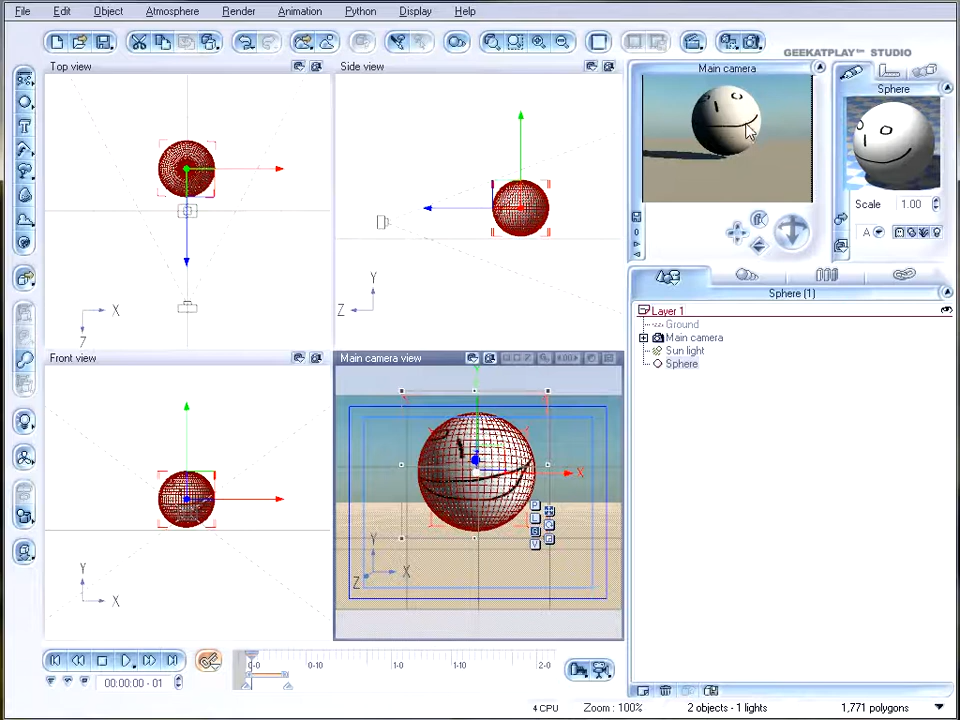 File Edit Object Atmosphere Render Animation Python Display Help
GEEKATPLAY™ STUDIO
Top view
Side view
Main camera
Sphere
Scale 1.00
A
X
Z
Y
Z
Sphere (1)
Layer 1
Ground
Main camera
Sun light
Sphere
Front view
Main camera view
Y
X
Y
X
Y
X
Z
0-0 0-10 1-0 1-10 2-0
00:00:00 - 01
4 CPU Zoom : 100% 2 objects - 1 lights 1,771 polygons